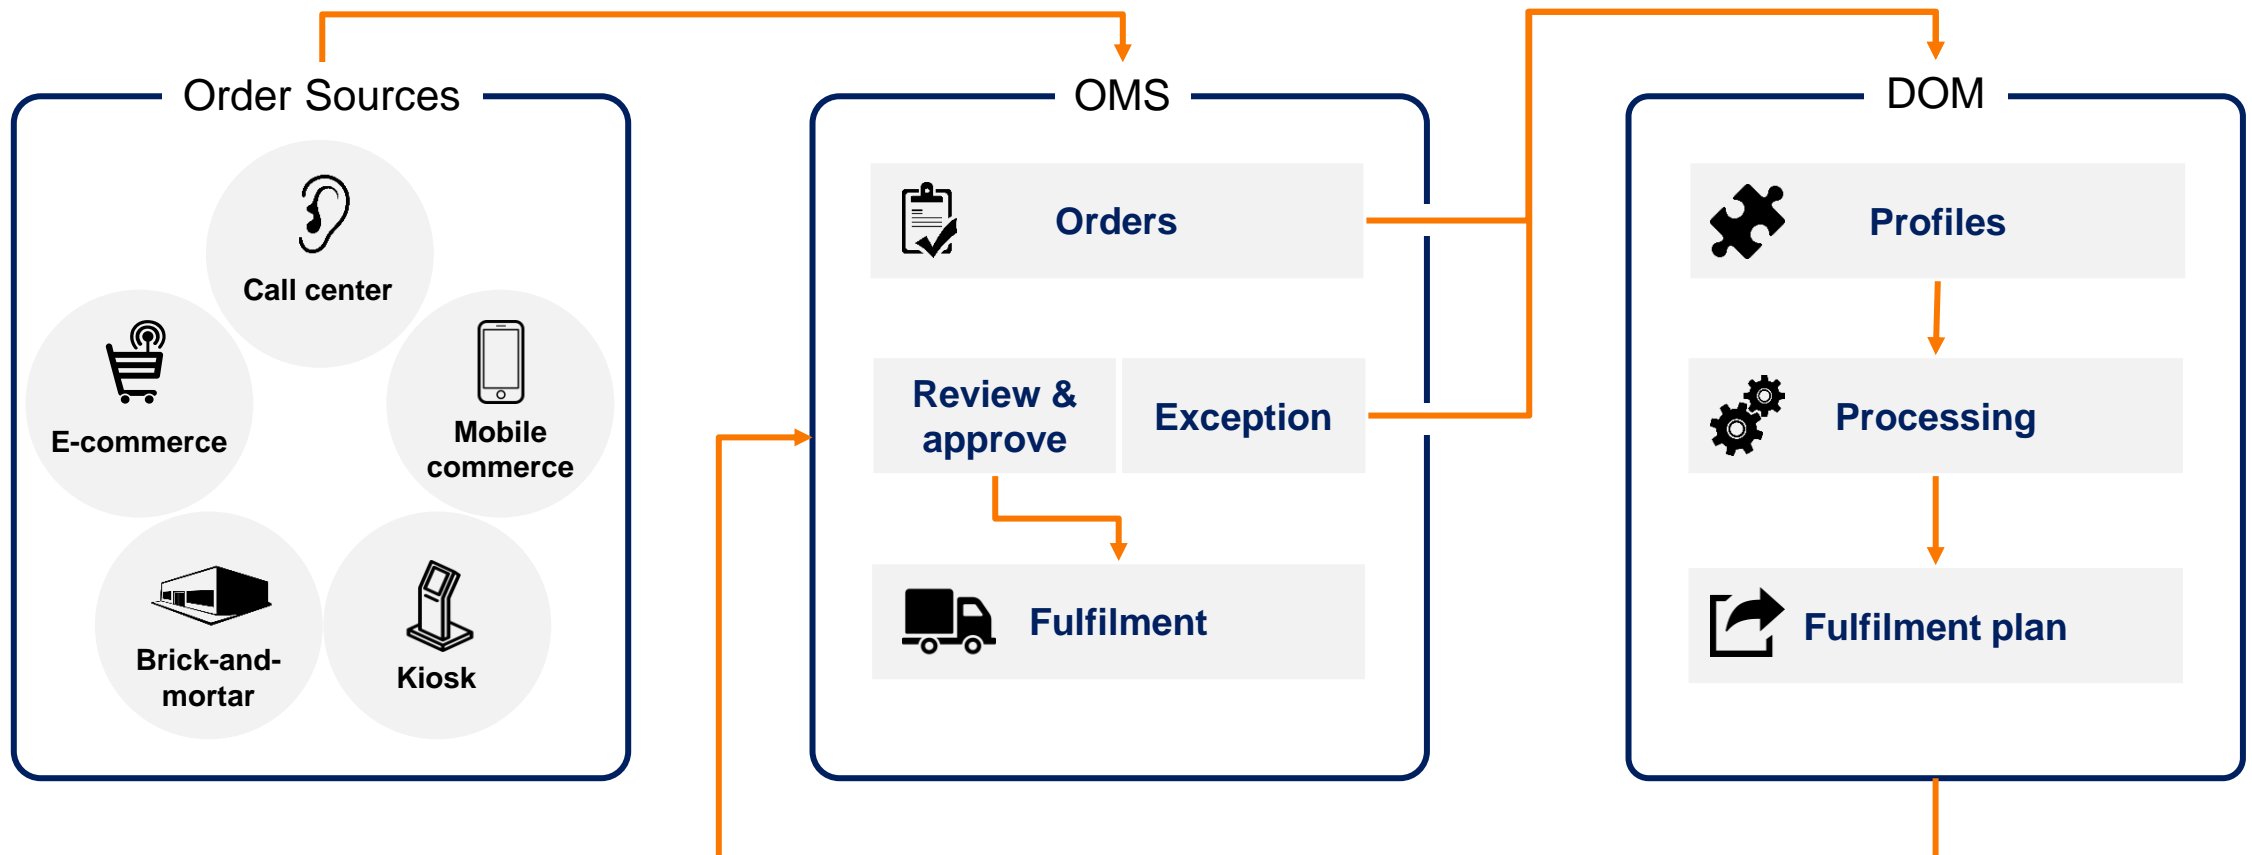 Order Sources
Call center
E-commerce
Mobile
commerce
Brick-and-
mortar
Kiosk
OMS
Orders
Review &
approve
Exception
Fulfilment
DOM
Profiles
Processing
Fulfilment plan